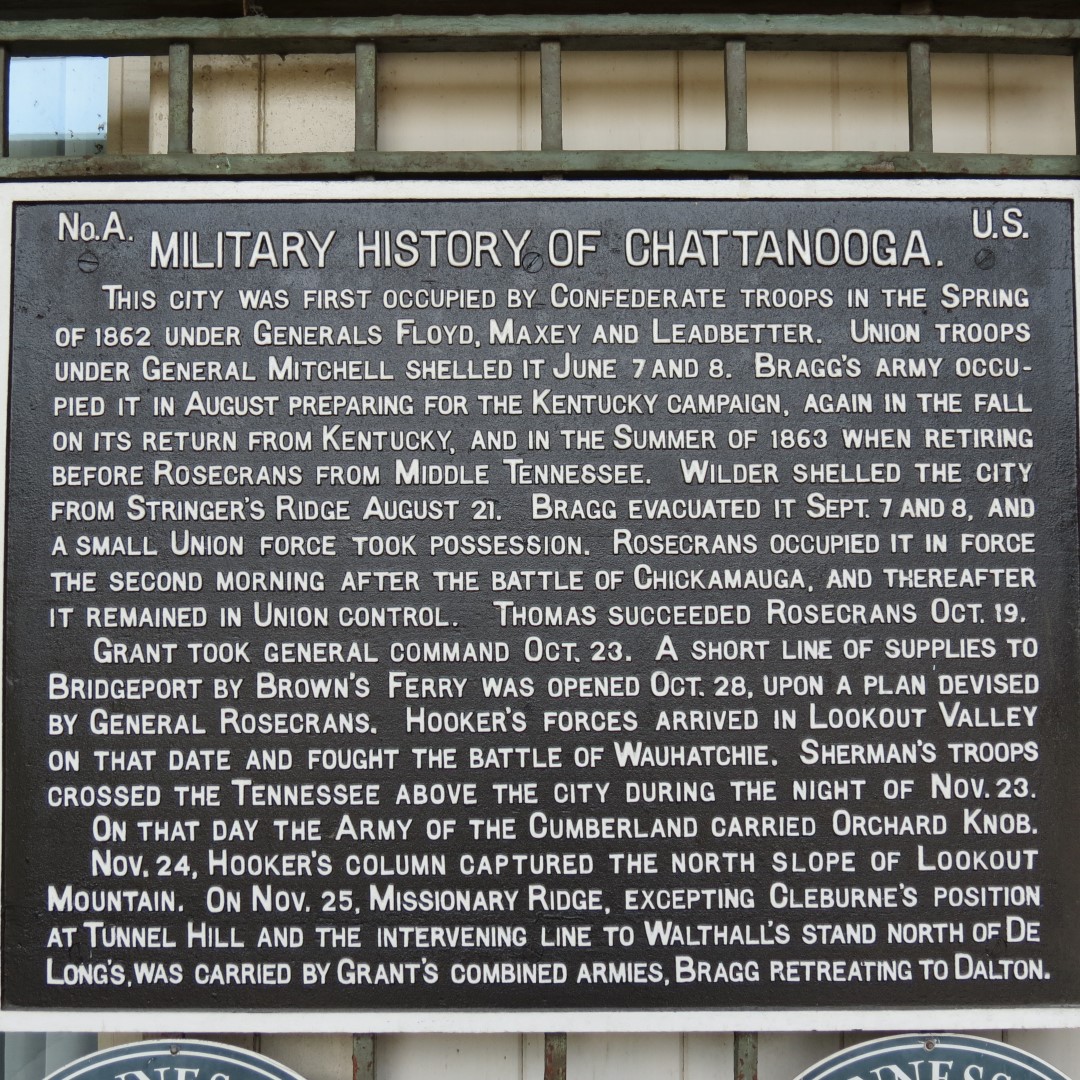 No.A. U.S.
MILITARY HISTORY OF CHATTANOOGA.
THIS CITY WAS FIRST OCCUPIED BY CONFEDERATE TROOPS IN THE SPRING
OF 1862 UNDER GENERALS FLOYD, MAXEY AND LEADBETTER. UNION TROOPS
UNDER GENERAL MITCHELL SHELLED IT JUNE 7 AND 8. BRAGG'S ARMY OCCU-
PIED IT IN AUGUST PREPARING FOR THE KENTUCKY CAMPAIGN, AGAIN IN THE FALL
ON ITS RETURN FROM KENTUCKY, AND IN THE SUMMER OF 1863 WHEN RETIRING
BEFORE ROSECRANS FROM MIDDLE TENNESSEE. WILDER SHELLED THE CITY
FROM STRINGER'S RIDGE AUGUST 21. BRAGG EVACUATED IT SEPT. 7 AND 8, AND
A SMALL UNION FORCE TOOK POSSESSION. ROSECRANS OCCUPIED IT IN FORCE
THE SECOND MORNING AFTER THE BATTLE OF CHICKAMAUGA, AND THEREAFTER
IT REMAINED IN UNION CONTROL. THOMAS SUCCEEDED ROSECRANS OCT. 19.
GRANT TOOK GENERAL COMMAND OCT. 23. A SHORT LINE OF SUPPLIES TO
BRIDGEPORT BY BROWN'S FERRY WAS OPENED OCT. 28, UPON A PLAN DEVISED
BY GENERAL ROSECRANS. HOOKER'S FORCES ARRIVED IN LOOKOUT VALLEY
ON THAT DATE AND FOUGHT THE BATTLE OF WAUHATCHIE. SHERMAN'S TROOPS
CROSSED THE TENNESSEE ABOVE THE CITY DURING THE NIGHT OF NOV. 23.
ON THAT DAY THE ARMY OF THE CUMBERLAND CARRIED ORCHARD KNOB.
NOV. 24, HOOKER'S COLUMN CAPTURED THE NORTH SLOPE OF LOOKOUT
MOUNTAIN. ON NOV. 25, MISSIONARY RIDGE, EXCEPTING CLEBURNE'S POSITION
AT TUNNEL HILL AND THE INTERVENING LINE TO WALTHALL'S STAND NORTH OF DE
LONG'S, WAS CARRIED BY GRANT'S COMBINED ARMIES, BRAGG RETREATING TO DALTON.